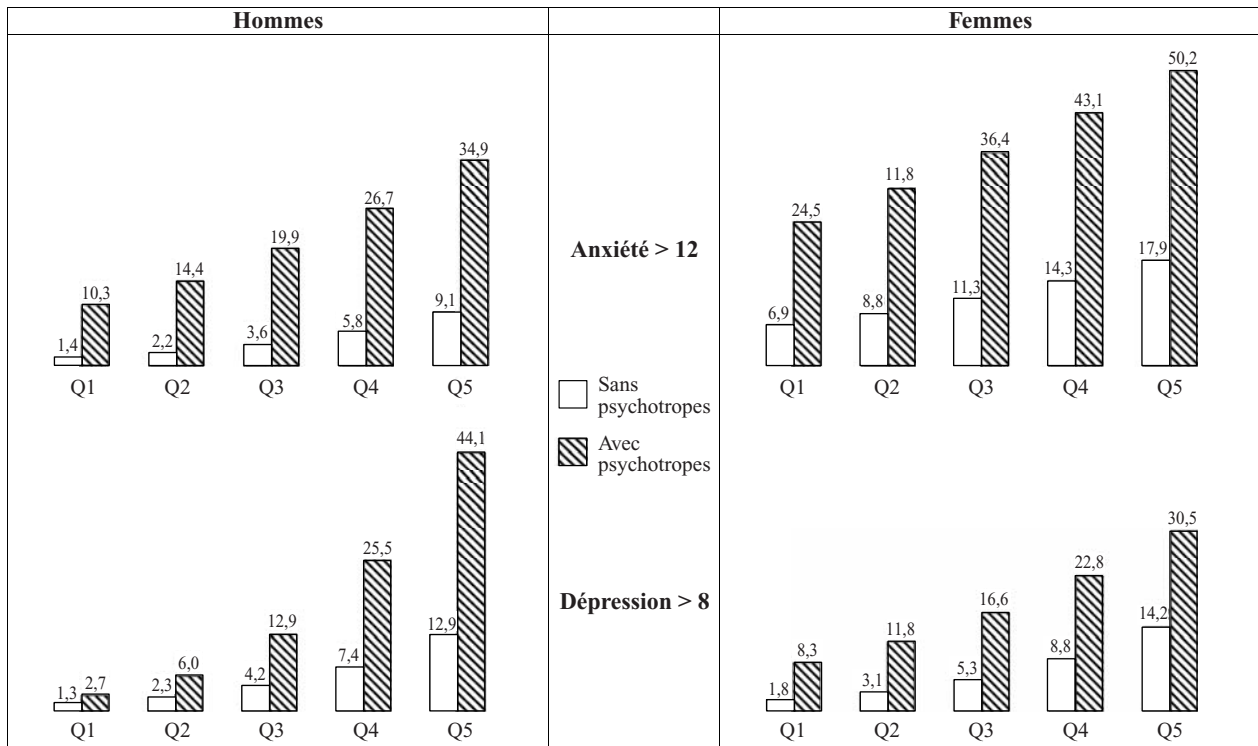 Hommes
Femmes
1,4 10,3 2,2 14,4 3,6 19,9 5,8 26,7 9,1 34,9
Q1 Q2 Q3 Q4 Q5
Anxiété > 12
6,9 24,5 8,8 11,8 11,3 36,4 14,3 43,1 17,9 50,2
Q1 Q2 Q3 Q4 Q5
Sans
psychotropes
Avec
psychotropes
1,3 2,7 2,3 6,0 4,2 12,9 7,4 25,5 12,9 44,1
Q1 Q2 Q3 Q4 Q5
Dépression > 8
1,8 8,3 3,1 11,8 5,3 16,6 8,8 22,8 14,2 30,5
Q1 Q2 Q3 Q4 Q5